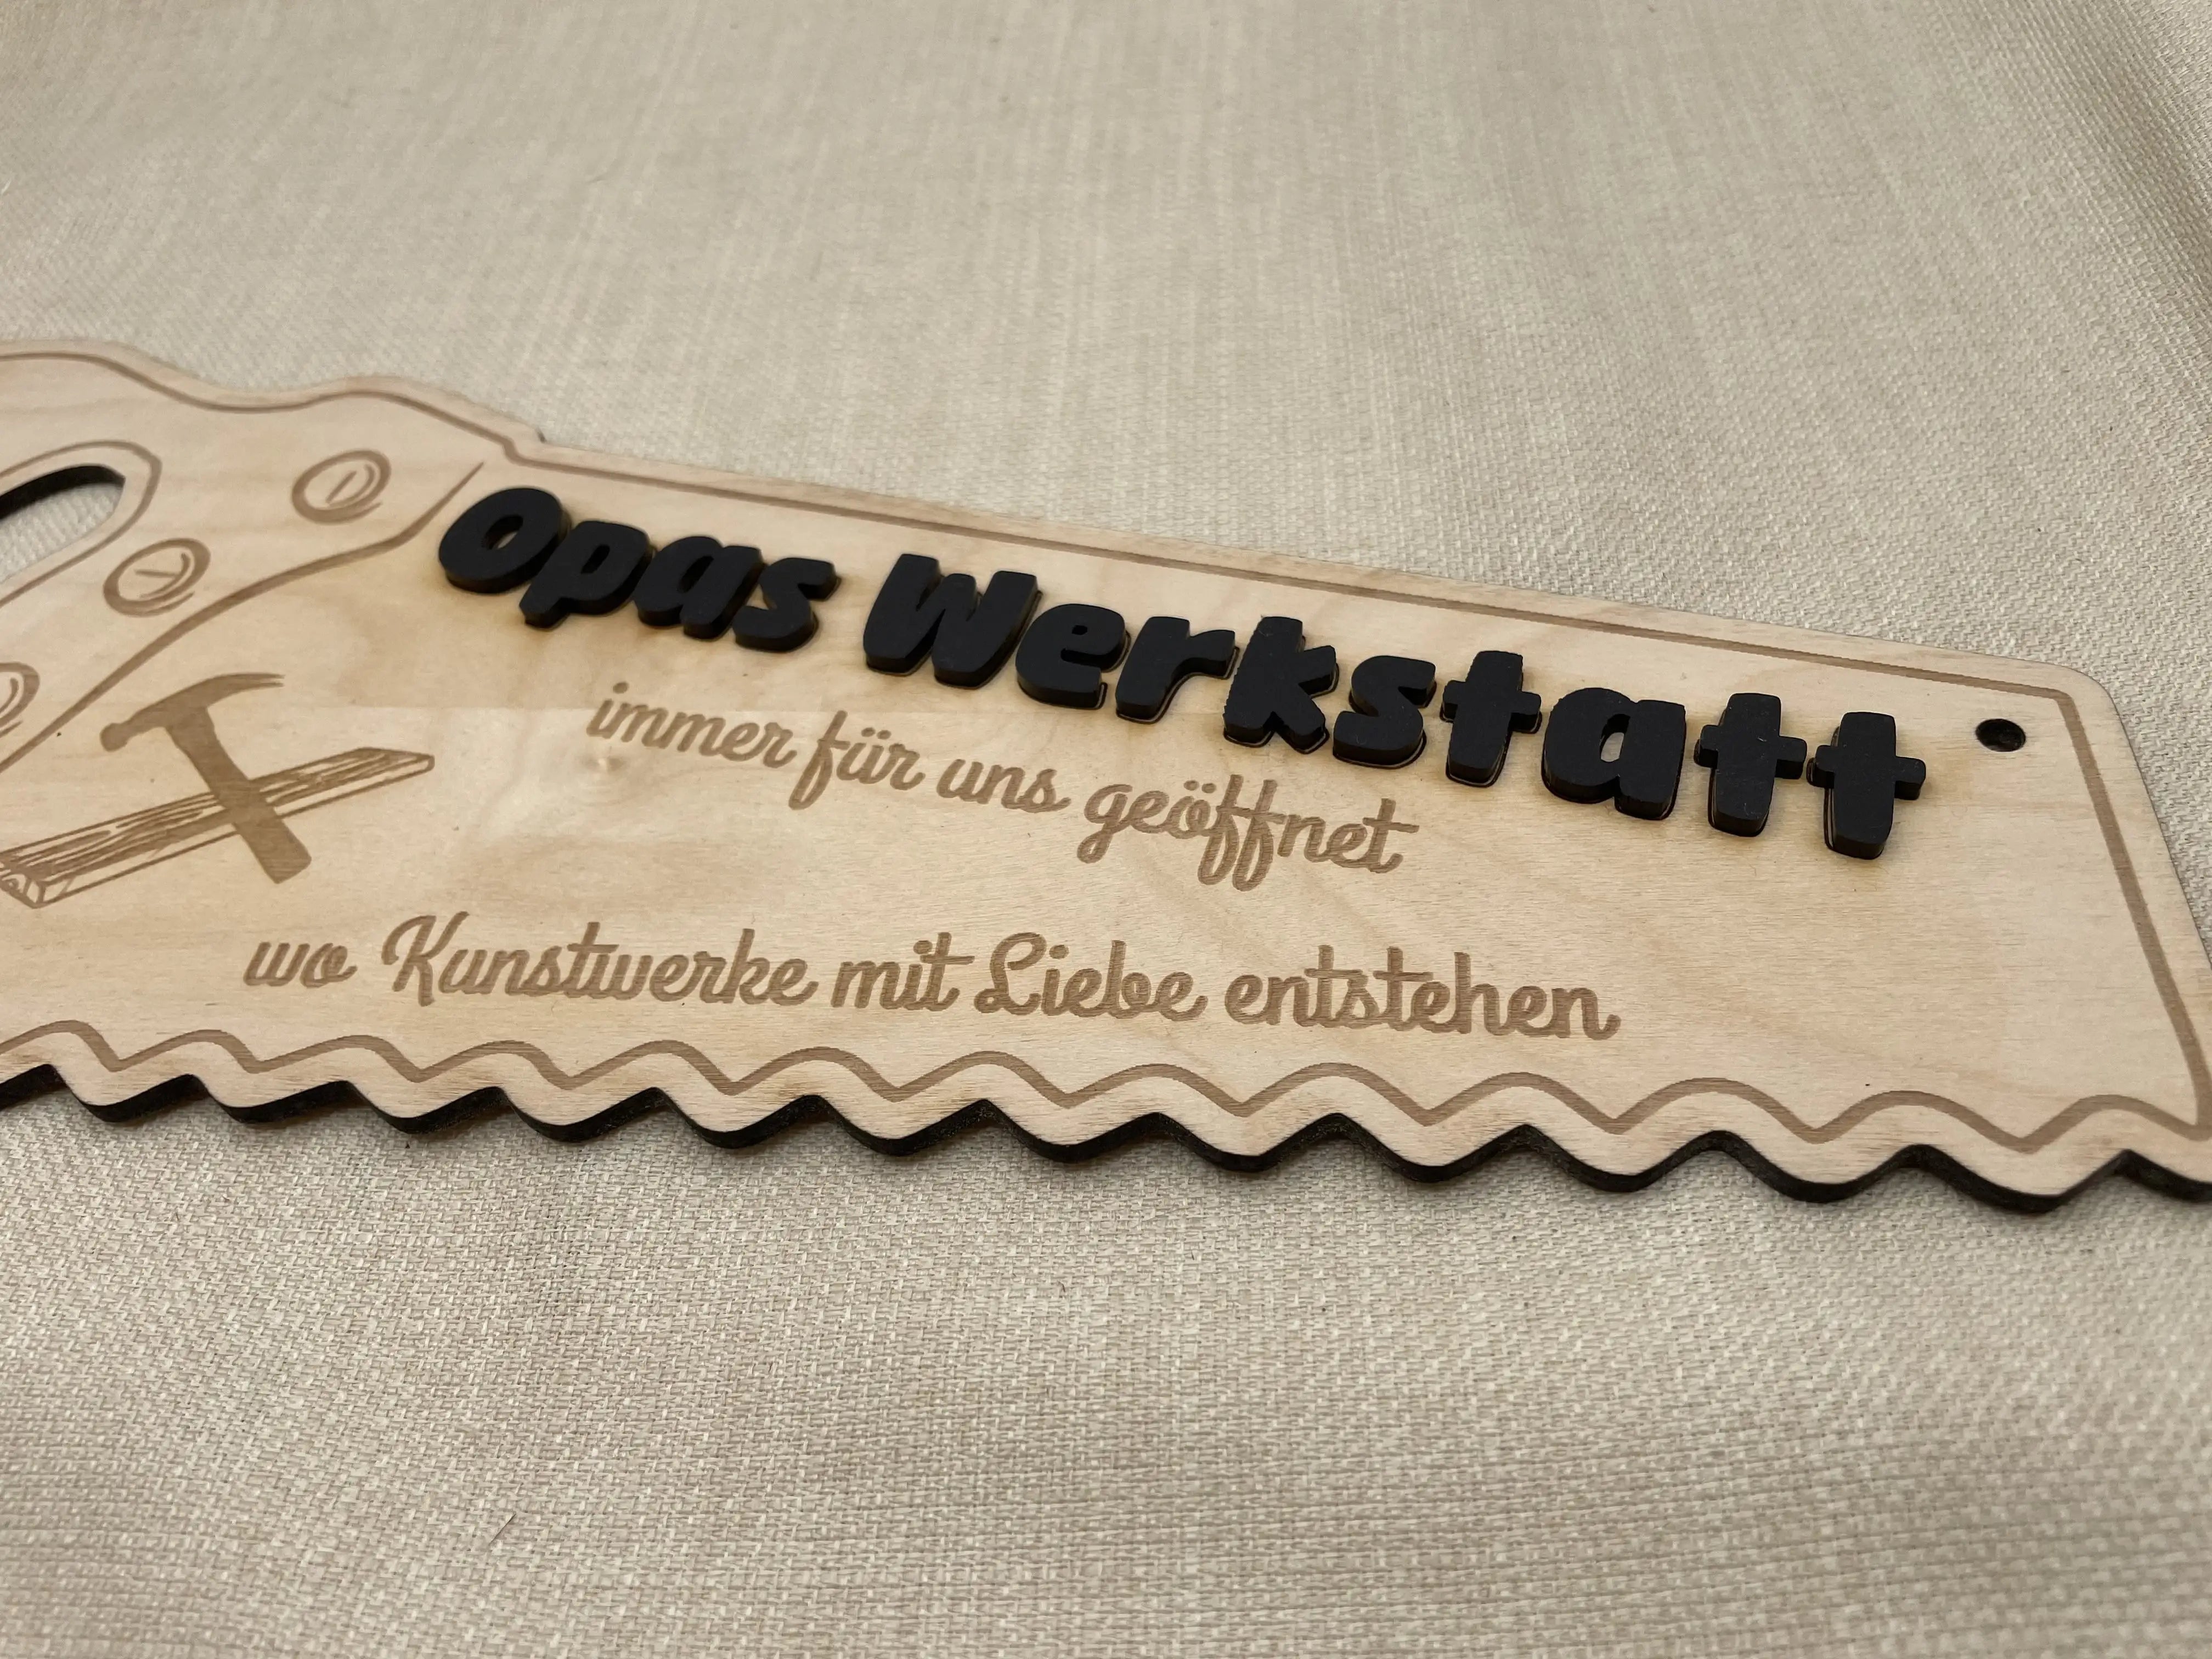 Opas Werkstatt
immer für uns geöffnet
wo Kunstwerke mit Liebe entstehen